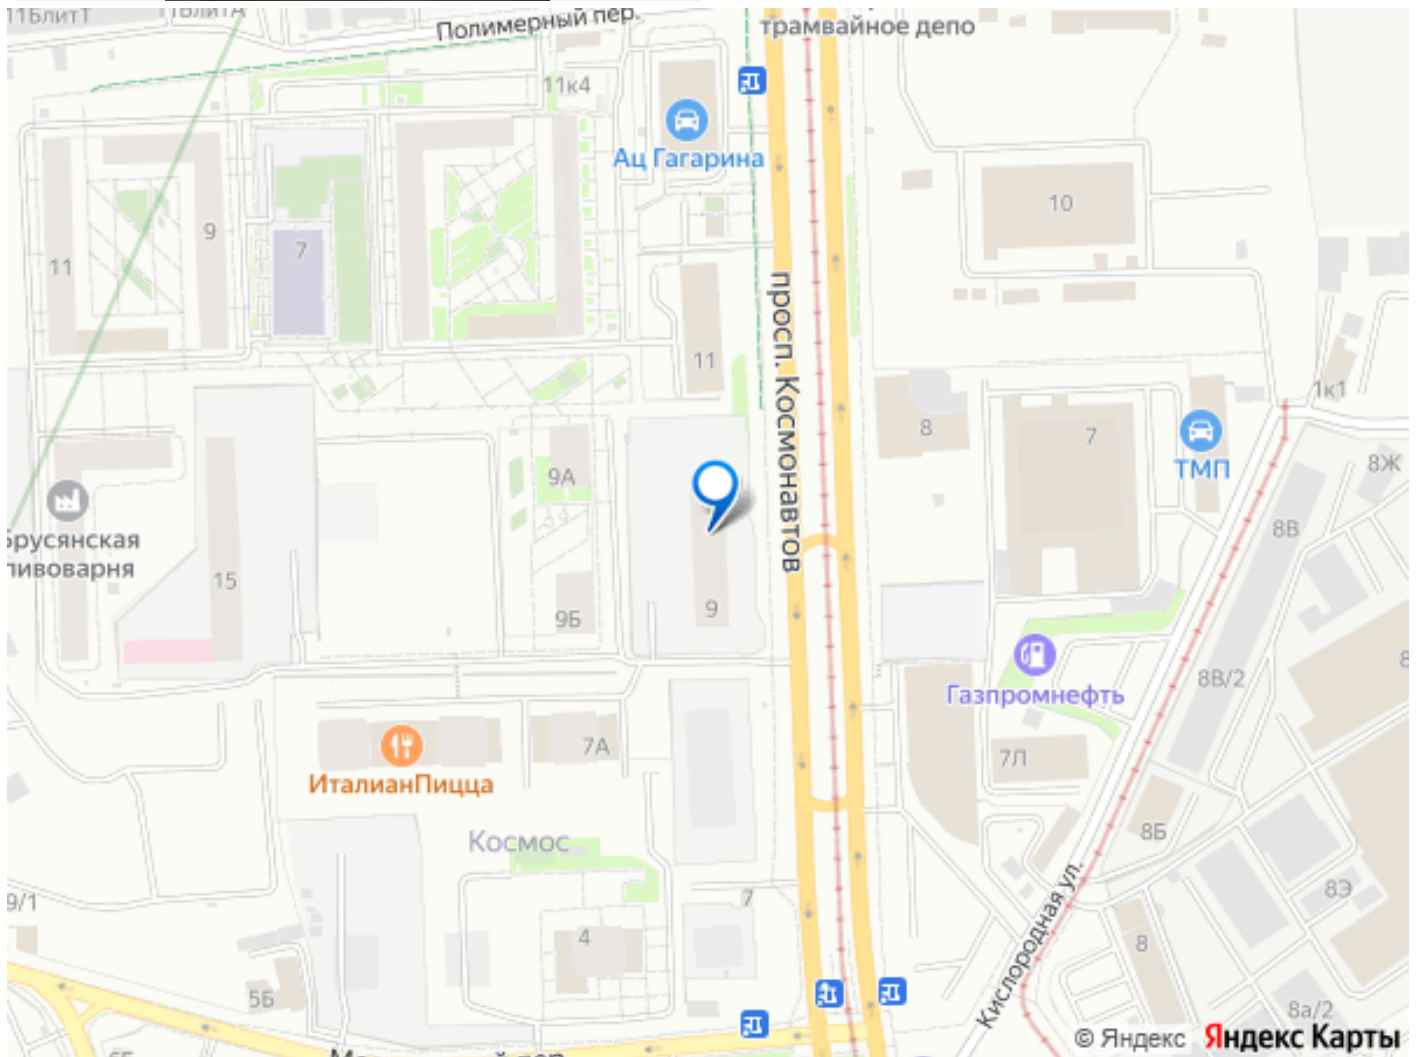 11БлитТ
11БлитА
Полимерный пер.
трамвайное депо
11к4
Ац Гагарина
10
9
7
11
11
просп. Космонавтов
1к1
8
7
ТМП
8Ж
9А
8В
Брусянская
пивоварня
15
9
9Б
8В/2
Газпромнефть
7А
7Л
ИталианПицца
Космос
8Б
8Э
9/1
7
4
8
Кислородная ул.
5Б
8а/2
© Яндекс Яндекс Карты